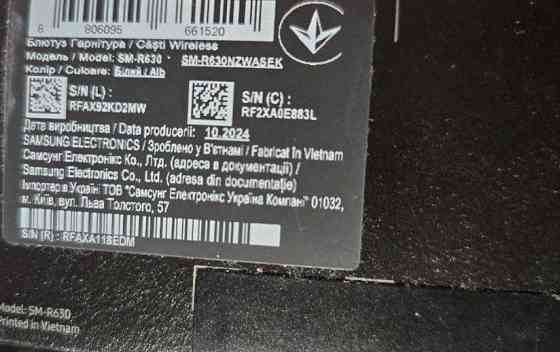 8 806095 661520
Блютуз Гарнітура / Căști Wireless
Модель / Model: SM-R630 SM-R630NZWASEK
Колір / Culoare: Білий / Alb
S/N (L) :
RFAX92KD2MW
S/N (C) :
RF2XA0E883L
Дата виробництва / Data producerii: 10.2024
SAMSUNG ELECTRONICS / Зроблено у В'єтнамі / Fabricat în Vietnam
Самсунг Електронікс Ко., Лтд. (адреса в документації) /
Samsung Electronics Co., Ltd. (adresa din documentație)
Імпортер в Україні ТОВ "Самсунг Електронікс Україна Компані" 01032,
м. Київ, вул. Льва Толстого, 57
S/N (R) : RFAXA118EDM
Model: SM-R630
Printed in Vietnam